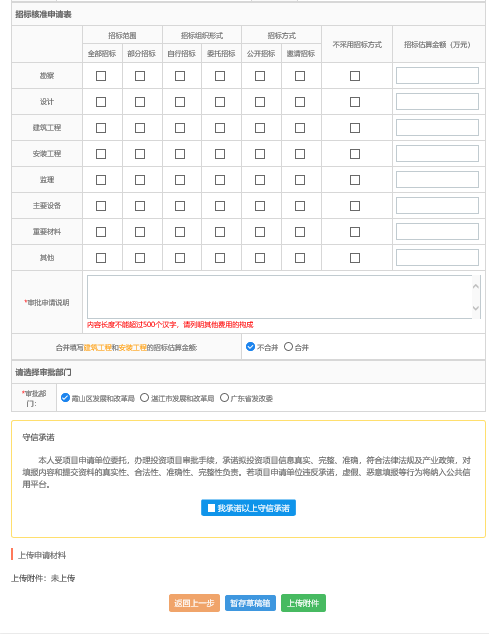 招标核准申请表
招标范围 招标组织形式 招标方式 不采用招标方式 招标估算金额（万元）
全部招标 部分招标 自行招标 委托招标 公开招标 邀请招标
勘察
设计
建筑工程
安装工程
监理
主要设备
重要材料
其他
*审批申请说明
内容长度不能超过500个汉字，请列明其他费用的构成
合并填写建筑工程和安装工程的招标估算金额: 不合并 合并
请选择审批部门
*审批部门: 霞山区发展和改革局 湛江市发展和改革局 广东省发改委
守信承诺
本人受项目申请单位委托，办理投资项目审批手续，承诺拟投资项目信息真实、完整、准确，符合法律法规及产业政策，对
填报内容和提交资料的真实性、合法性、准确性、完整性负责。若项目申请单位违反承诺，虚假、恶意填报等行为将纳入公共信
用平台。
我承诺以上守信承诺
上传申请材料
上传附件：未上传
返回上一步 暂存草稿箱 上传附件